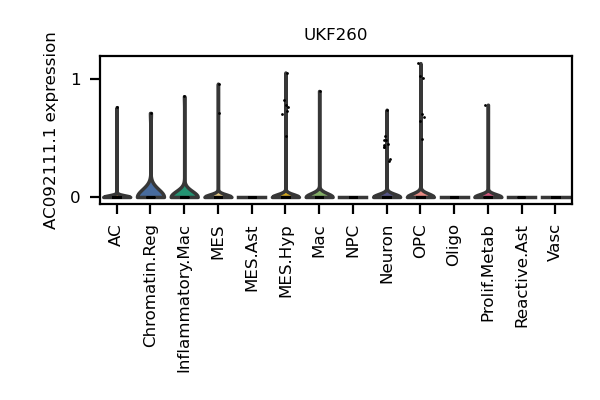 UKF260
AC092111.1 expression
1
0
AC
Chromatin.Reg
Inflammatory.Mac
MES
MES.Ast
MES.Hyp
Mac
NPC
Neuron
OPC
Oligo
Prolif.Metab
Reactive.Ast
Vasc